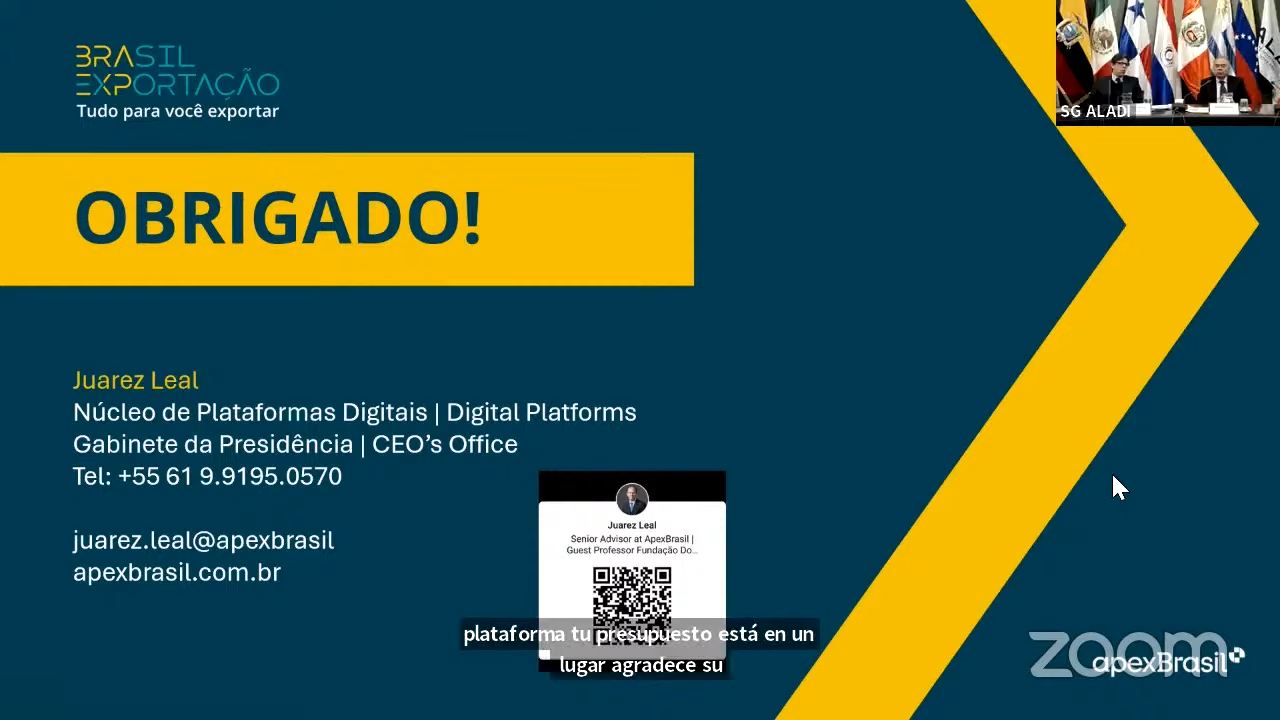 BRASIL
EXPORTAÇÃO
Tudo para você exportar
SG ALADI
OBRIGADO!
Juarez Leal
Núcleo de Plataformas Digitais | Digital Platforms
Gabinete da Presidência | CEO’s Office
Tel: +55 61 9.9195.0570
juarez.leal@apexbrasil
apexbrasil.com.br
Juarez Leal
Senior Advisor at ApexBrasil |
Guest Professor Fundação Do...
plataforma tu presupuesto está en un
lugar agradece su
zoom
apexBrasil